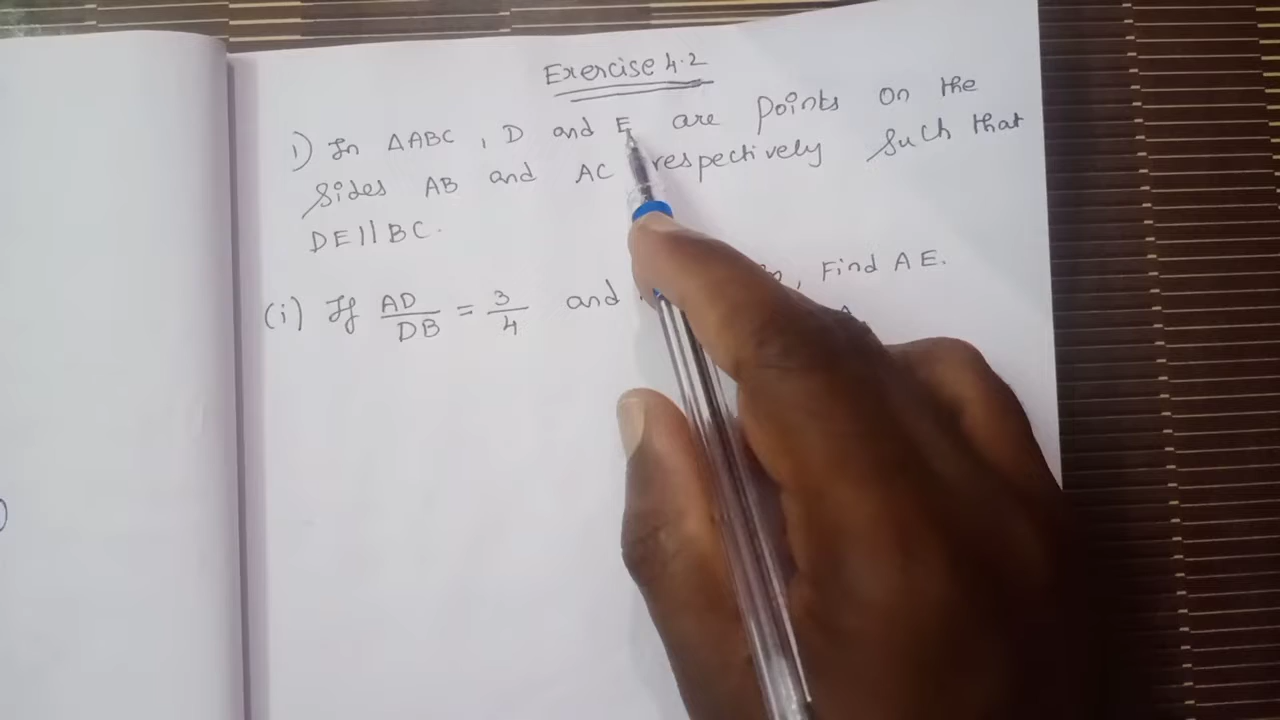 Exercise 4.2
1) In ΔABC, D and E are points on the
sides AB and AC respectively such that
DE||BC.
(i) If AD/DB = 3/4 and , Find AE.